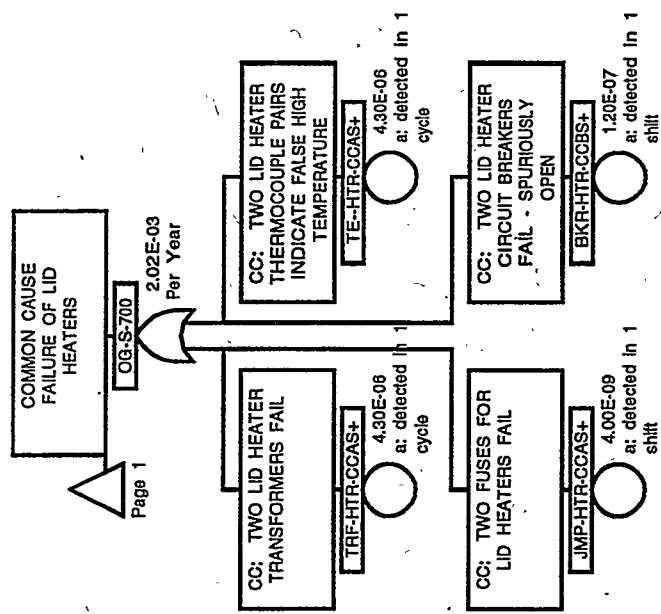 COMMON CAUSE
FAILURE OF LID
HEATERS
OG-S-700
Page 1
2.02E-03
Per Year
CC: TWO LID HEATER
TRANSFORMERS FAIL
TRF-HTR-CCAS+
4.30E-06
a: detected in 1
cycle
CC: TWO LID HEATER
THERMOCOUPLE PAIRS
INDICATE FALSE HIGH
TEMPERATURE
TE--HTR-CCAS+
4.30E-06
a: detected in 1
cycle
CC: TWO FUSES FOR
LID HEATERS FAIL
JMP-HTR-CCAS+
4.00E-09
a: detected in 1
shift
CC: TWO LID HEATER
CIRCUIT BREAKERS
FAIL - SPURIOUSLY
OPEN
BKR-HTR-CCBS+
1.20E-07
a: detected in 1
shift